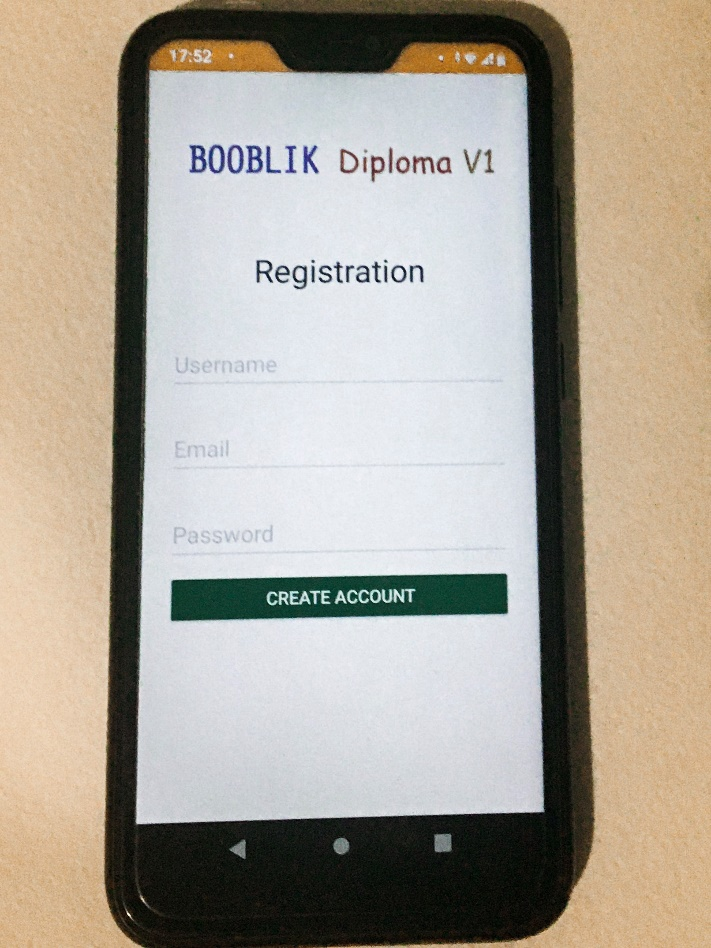 17:52
BOOBLIK Diploma V1
Registration
Username
Email
Password
CREATE ACCOUNT